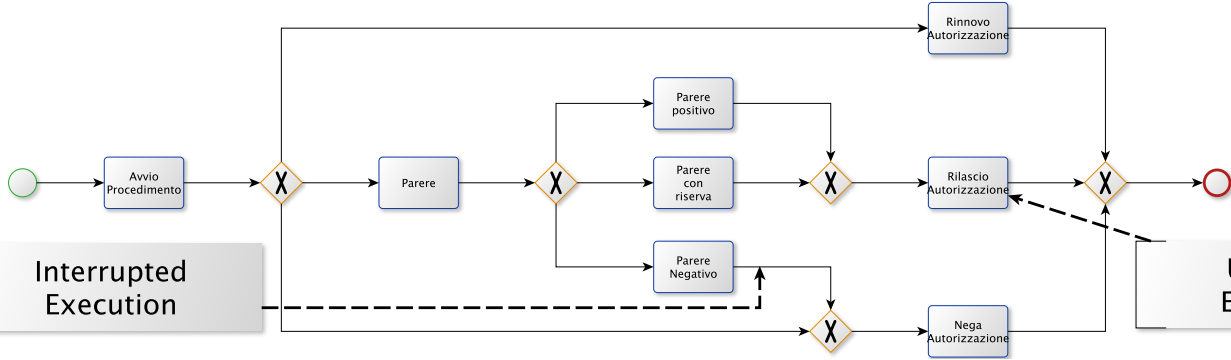 Rinnovo
Autorizzazione
Parere
positivo
Avvio
Procedimento
X
Parere
X
Parere
con
riserva
X
Rilascio
Autorizzazione
X
Interrupted
Execution
Parere
Negativo
X
Nega
Autorizzazione